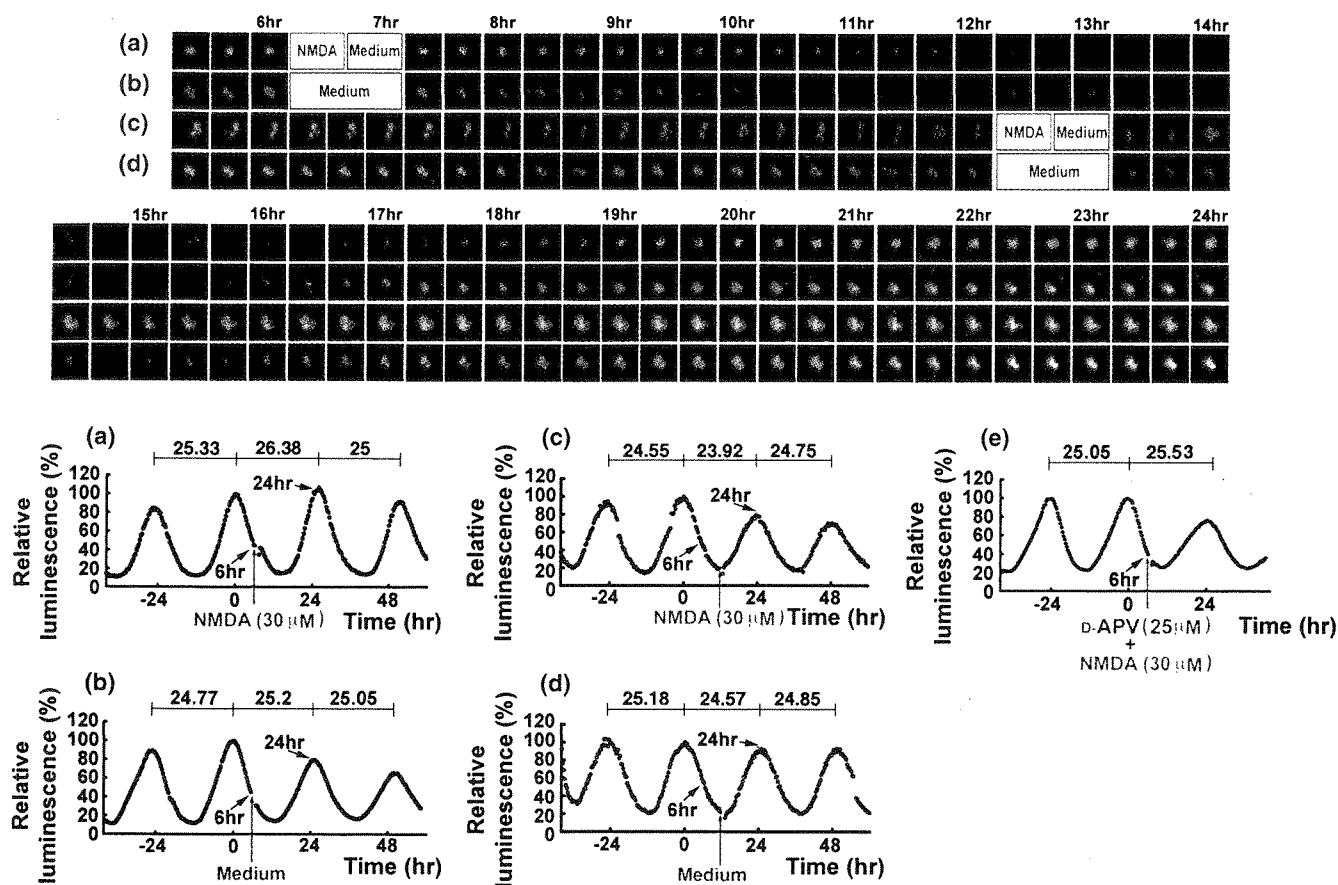 6hr 7hr 8hr 9hr 10hr 11hr 12hr 13hr 14hr
(a) NMDA Medium
(b) Medium
(c) NMDA Medium
(d) Medium
15hr 16hr 17hr 18hr 19hr 20hr 21hr 22hr 23hr 24hr
(a)
25.33 26.38 25
Relative luminescence (%)
120
100
80
60
40
20
0
24hr
6hr
-24 0 24 48
NMDA (30 μM) Time (hr)
(c)
24.55 23.92 24.75
Relative luminescence (%)
120
100
80
60
40
20
0
24hr
6hr
-24 0 24 48
NMDA (30 μM) Time (hr)
(e)
25.05 25.53
Relative luminescence (%)
120
100
80
60
40
20
0
6hr
-24 0 24
D-APV (25μM) Time (hr)
+
NMDA (30 μM)
(b)
24.77 25.2 25.05
Relative luminescence (%)
120
100
80
60
40
20
0
24hr
6hr
-24 0 24 48
Medium Time (hr)
(d)
25.18 24.57 24.85
Relative luminescence (%)
120
100
80
60
40
20
0
24hr
6hr
-24 0 24 48
Medium Time (hr)